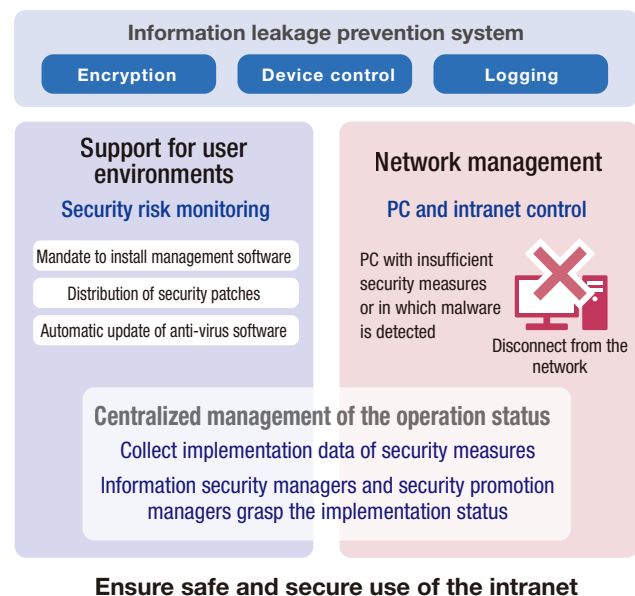 Information leakage prevention system
Encryption
Device control
Logging
Support for user
environments
Security risk monitoring
Mandate to install management software
Distribution of security patches
Automatic update of anti-virus software
Network management
PC and intranet control
PC with insufficient
security measures
or in which malware
is detected
Disconnect from the
network
Centralized management of the operation status
Collect implementation data of security measures
Information security managers and security promotion
managers grasp the implementation status
Ensure safe and secure use of the intranet